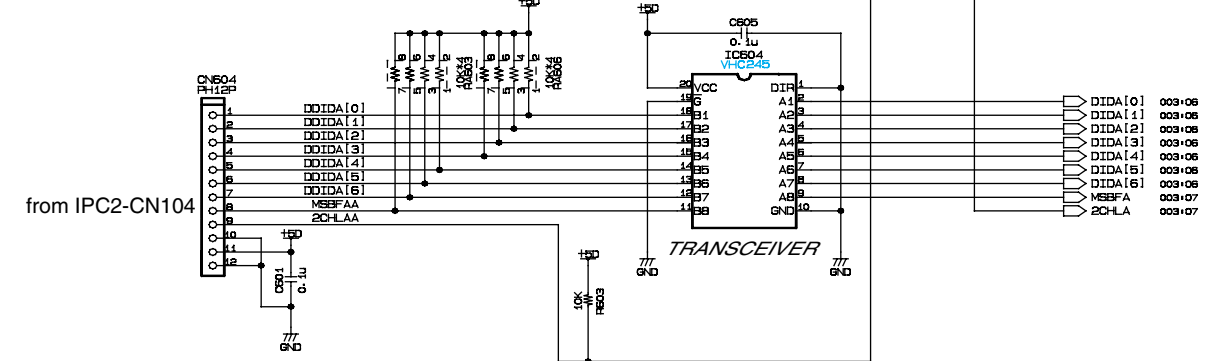 +5D
+5D
C605
0.1u
IC604
VHC245
CN604
PH12P
10K*4
RA603
10K*4
RA606
8 6 4 2
7 5 3 1
8 6 4 2
7 5 3 1
20 VCC
19 G
18 B1
17 B2
16 B3
15 B4
14 B5
13 B6
12 B7
11 B8
DIR 1
A1 2
A2 3
A3 4
A4 5
A5 6
A6 7
A7 8
A8 9
GND 10
1 DDIDA[0]
2 DDIDA[1]
3 DDIDA[2]
4 DDIDA[3]
5 DDIDA[4]
6 DDIDA[5]
7 DDIDA[6]
8 MSBFAA
9 2CHLAA
10
11
12
DIDA[0] 003:06
DIDA[1] 003:06
DIDA[2] 003:06
DIDA[3] 003:06
DIDA[4] 003:06
DIDA[5] 003:06
DIDA[6] 003:06
MSBFA 003:07
2CHLA 003:07
from IPC2-CN104
TRANSCEIVER
+5D
C601
0.1u
GND
+5D
10K
R603
GND
GND